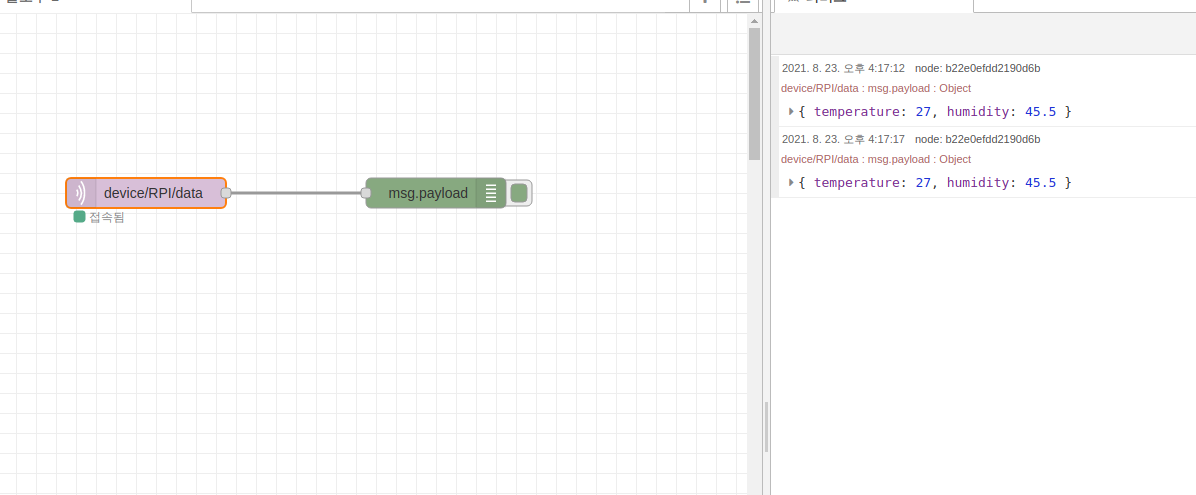 device/RPI/data
접속됨
msg.payload
2021. 8. 23. 오후 4:17:12 node: b22e0efdd2190d6b
device/RPI/data : msg.payload : Object
{ temperature: 27, humidity: 45.5 }
2021. 8. 23. 오후 4:17:17 node: b22e0efdd2190d6b
device/RPI/data : msg.payload : Object
{ temperature: 27, humidity: 45.5 }